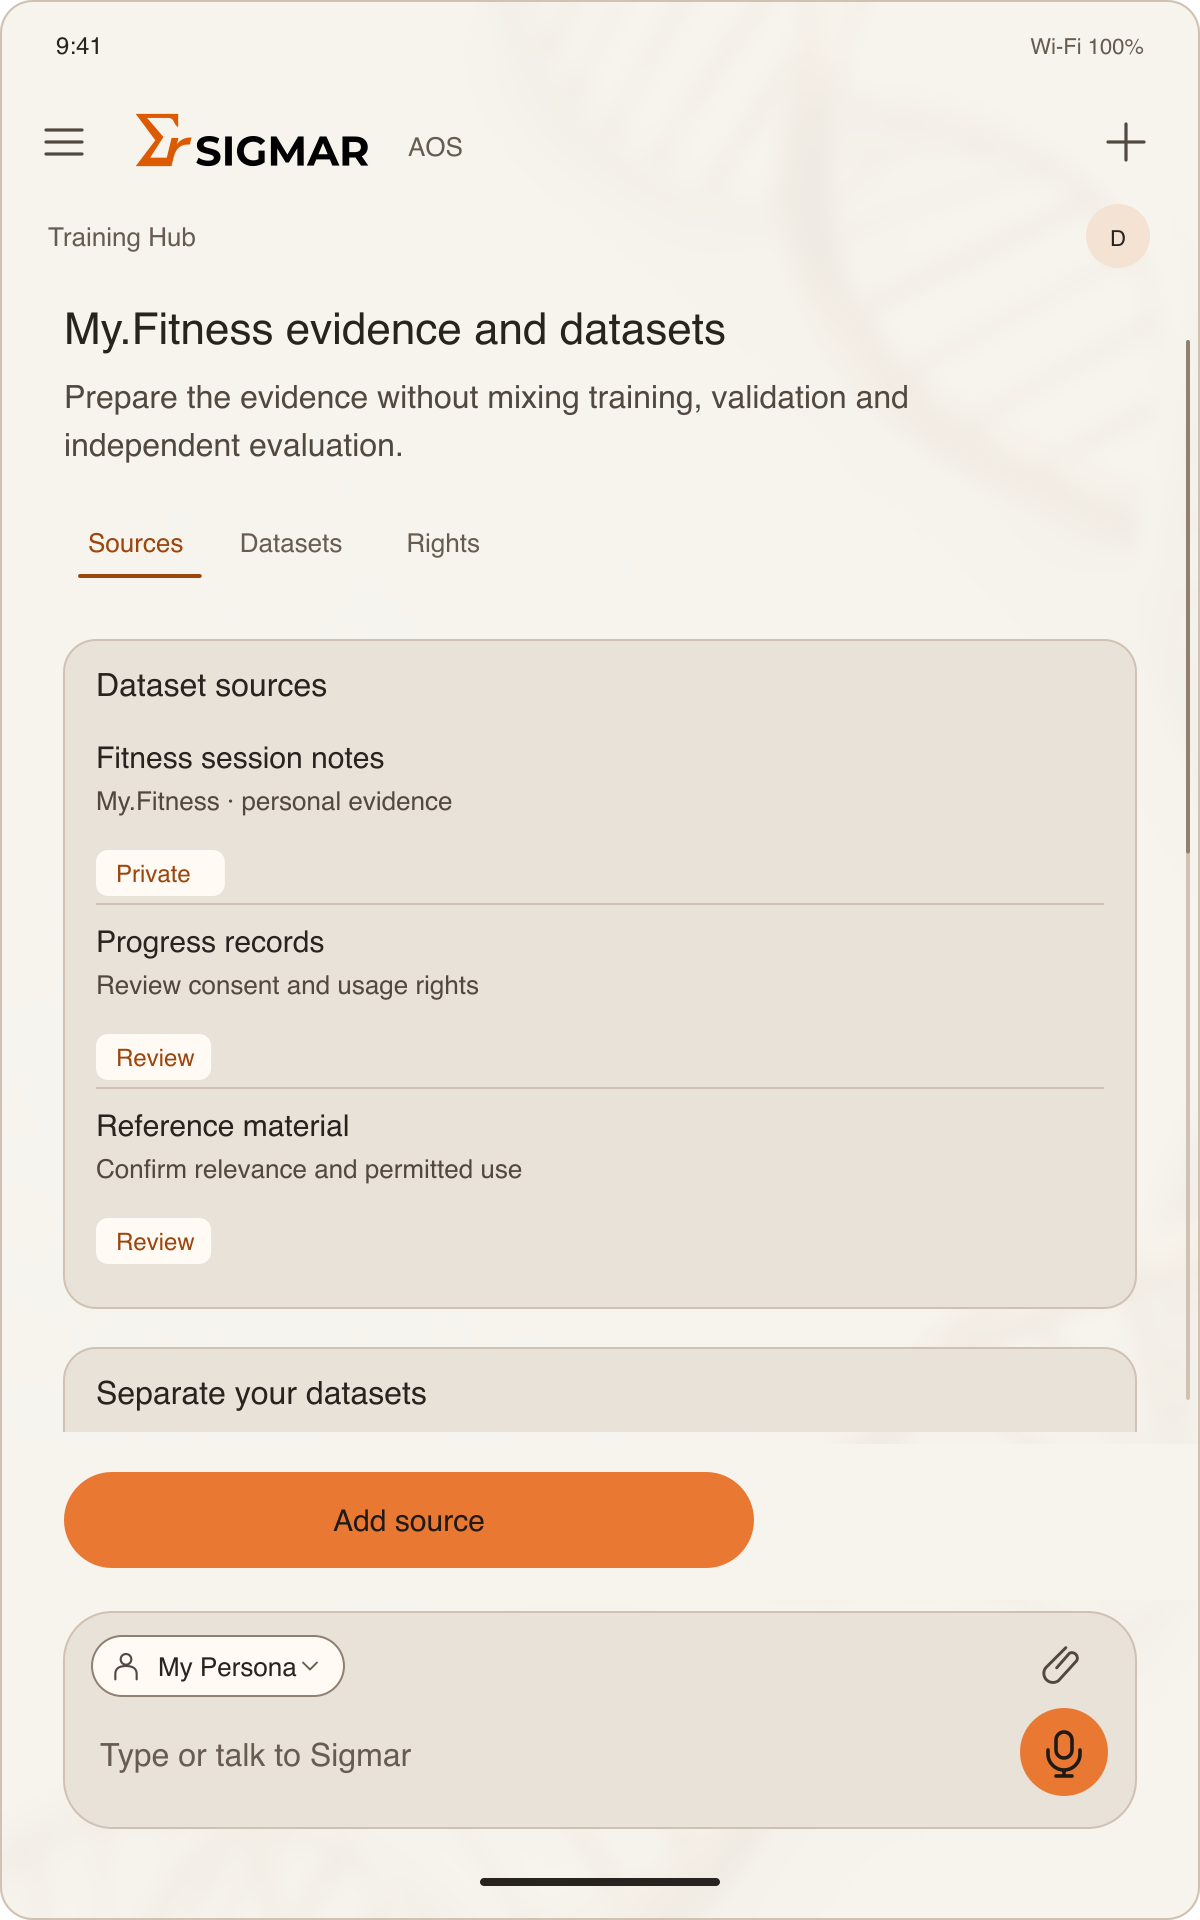 9:41
Wi-Fi 100%
Σr SIGMAR AOS
Training Hub
D
My.Fitness evidence and datasets
Prepare the evidence without mixing training, validation and
independent evaluation.
Sources Datasets Rights
Dataset sources
Fitness session notes
My.Fitness · personal evidence
Private
Progress records
Review consent and usage rights
Review
Reference material
Confirm relevance and permitted use
Review
Separate your datasets
Add source
My Persona
Type or talk to Sigmar